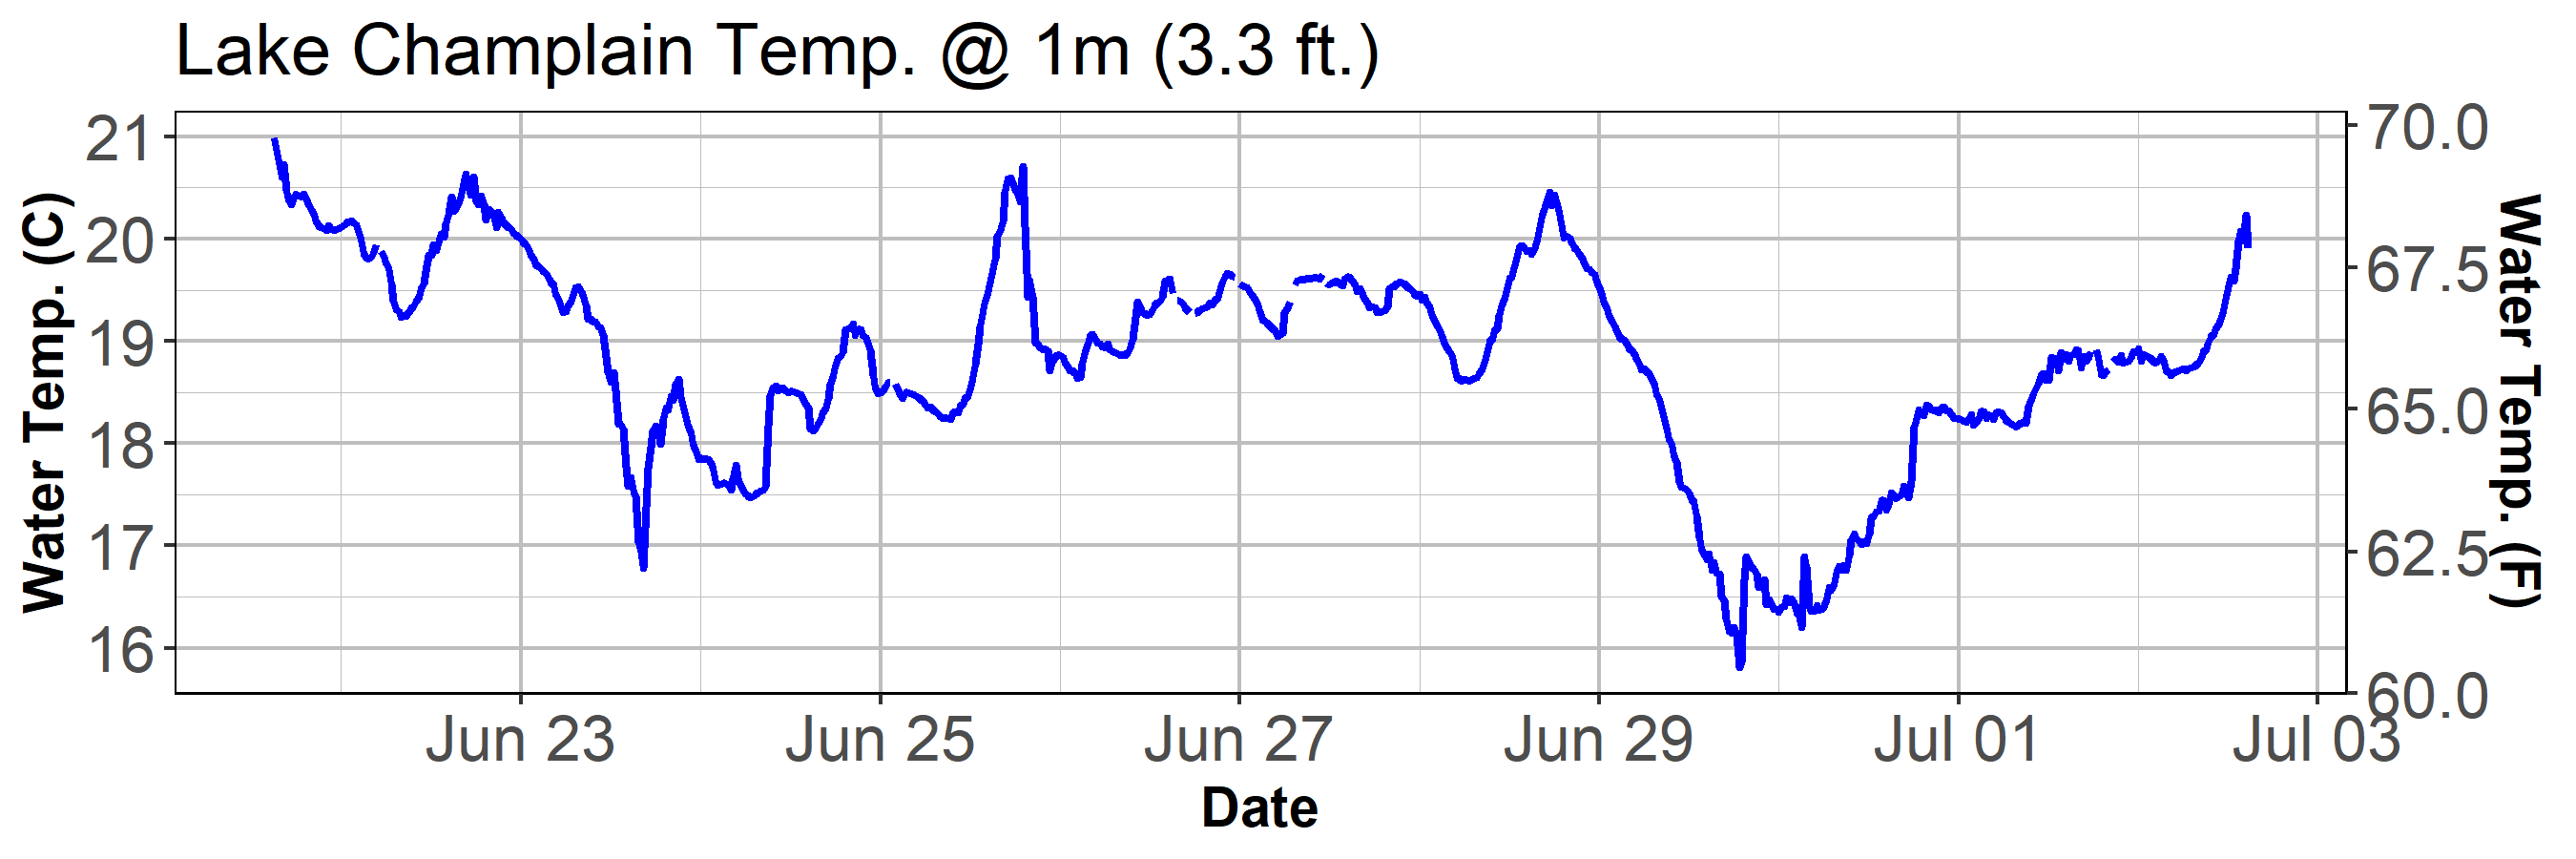 Lake Champlain Temp. @ 1m (3.3 ft.)
Water Temp. (C)
21
20
19
18
17
16
70.0
67.5
65.0
62.5
60.0
Water Temp. (F)
Jun 23 Jun 25 Jun 27 Jun 29 Jul 01 Jul 03
Date